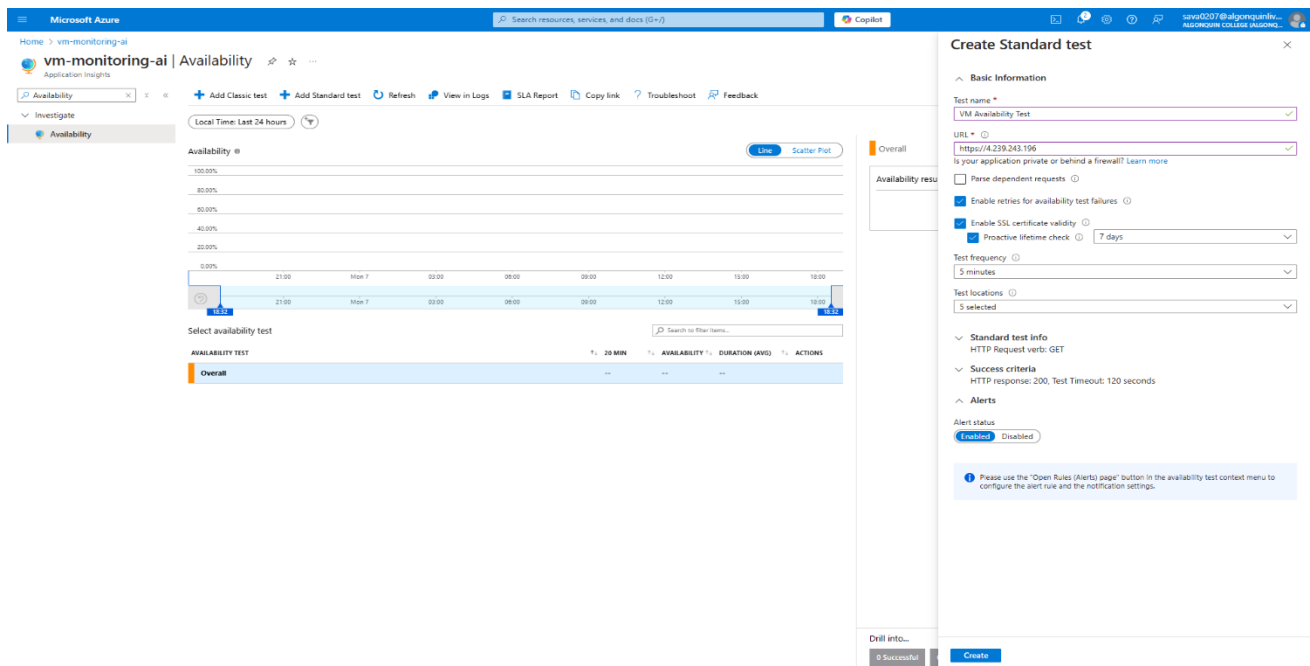 Microsoft Azure
Search resources, services, and docs (G+/)
Copilot
sava0207@algonquinliv...
ALGONQUIN COLLEGE (ALGONQ...
Home > vm-monitoring-ai
vm-monitoring-ai | Availability
Application Insights
Availability
Investigate
Availability
Add Classic test
Add Standard test
Refresh
View in Logs
SLA Report
Copy link
Troubleshoot
Feedback
Local Time: Last 24 hours
Availability
Line
Scatter Plot
100.00%
80.00%
60.00%
40.00%
20.00%
0.00%
21:00 Mon 7 03:00 06:00 09:00 12:00 15:00 18:00
21:00 Mon 7 03:00 06:00 09:00 12:00 15:00 18:00
18:32 18:32
Select availability test
Search to filter items...
AVAILABILITY TEST 20 MIN AVAILABILITY DURATION (AVG) ACTIONS
Overall -- -- --
Overall
Availability resu
Drill into...
0 Successful
Create Standard test
Basic Information
Test name *
VM Availability Test
URL *
https://4.239.243.196
Is your application private or behind a firewall? Learn more
Parse dependent requests
Enable retries for availability test failures
Enable SSL certificate validity
Proactive lifetime check 7 days
Test frequency
5 minutes
Test locations
5 selected
Standard test info
HTTP Request verb: GET
Success criteria
HTTP response: 200, Test Timeout: 120 seconds
Alerts
Alert status
Enabled Disabled
Please use the "Open Rules (Alerts) page" button in the availability test context menu to
configure the alert rule and the notification settings.
Create